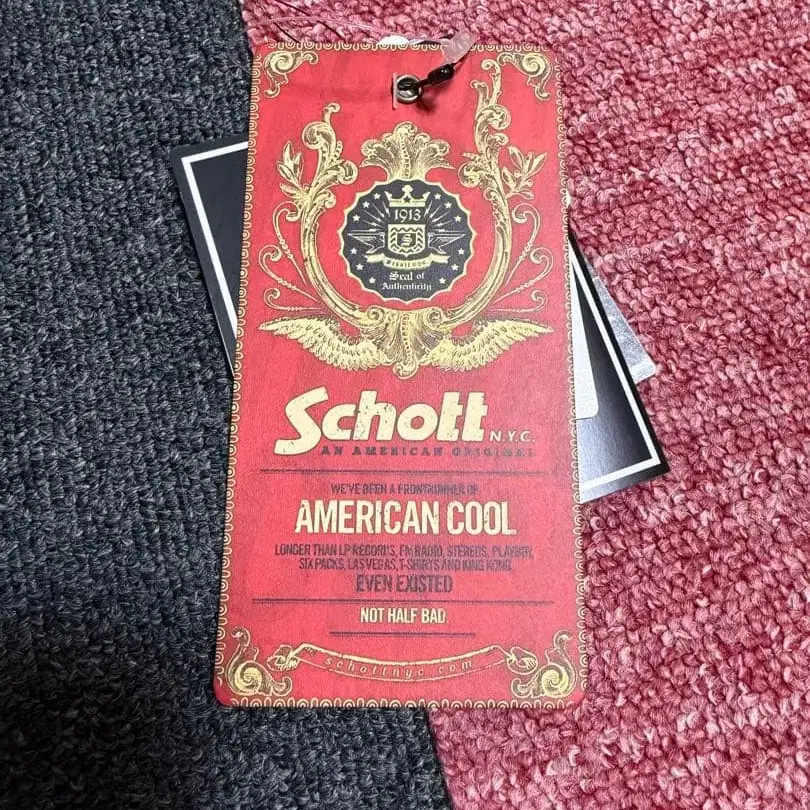 1913
S
Schott N.Y.C.
Seal of
Authenticity
Schott N.Y.C.
AN AMERICAN ORIGINAL
WE'VE BEEN A FRONTRUNNER OF
AMERICAN COOL
LONGER THAN LP RECORDS, FM RADIO, STEREOS, PLAYBOY,
SIX PACKS, LAS VEGAS, T-SHIRTS AND KING KONG
EVEN EXISTED
NOT HALF BAD.
schottnyc.com